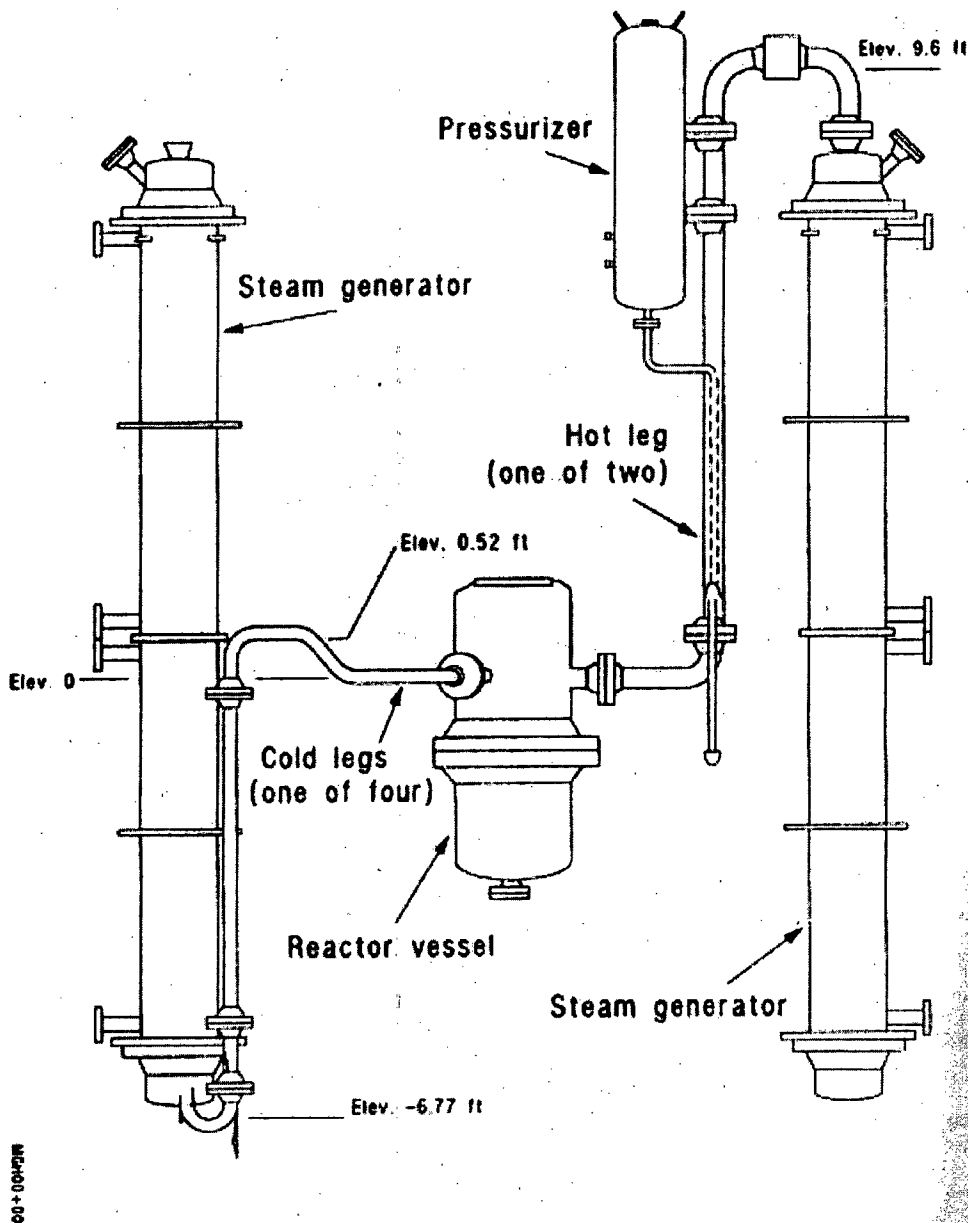 Elev. 9.6 ft
Pressurizer
Steam generator
Hot leg
(one of two)
Elev. 0.52 ft
Elev. 0
Cold legs
(one of four)
Reactor vessel
Steam generator
Elev. -6.77 ft